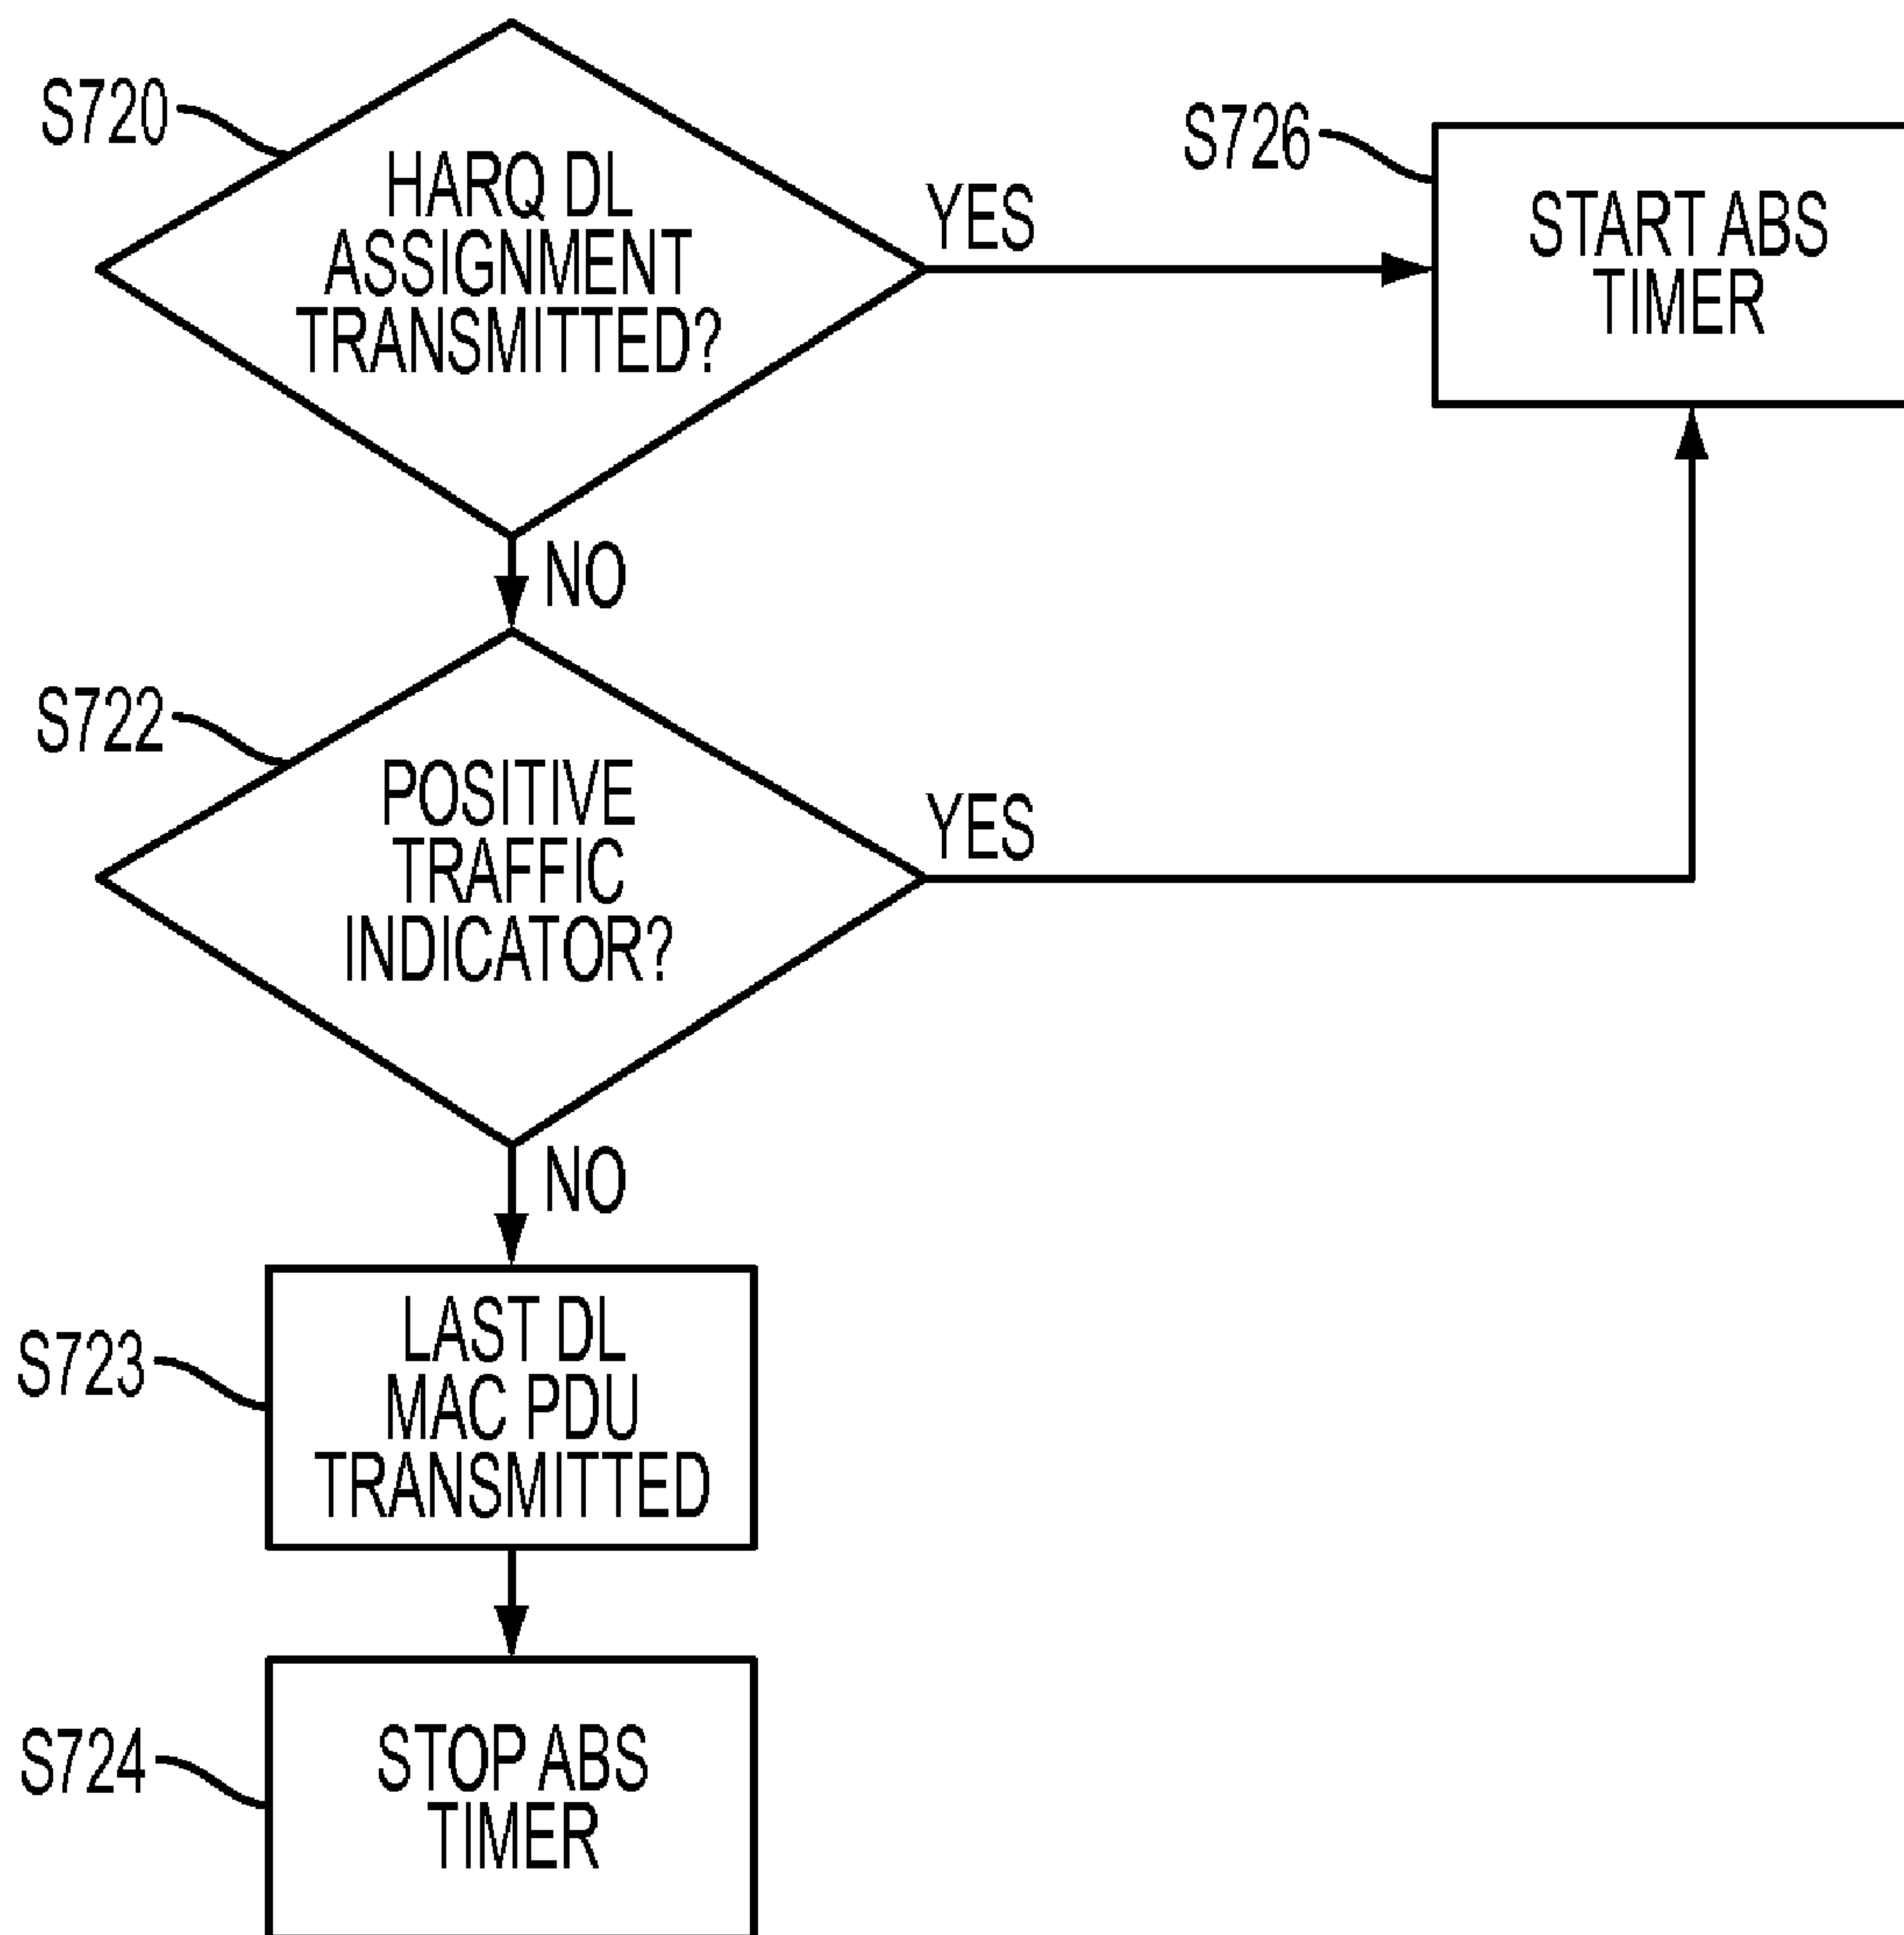 S720
HARQ DL
ASSIGNMENT
TRANSMITTED?
YES
S726
START ABS
TIMER
NO
S722
POSITIVE
TRAFFIC
INDICATOR?
YES
NO
S723
LAST DL
MAC PDU
TRANSMITTED
S724
STOP ABS
TIMER